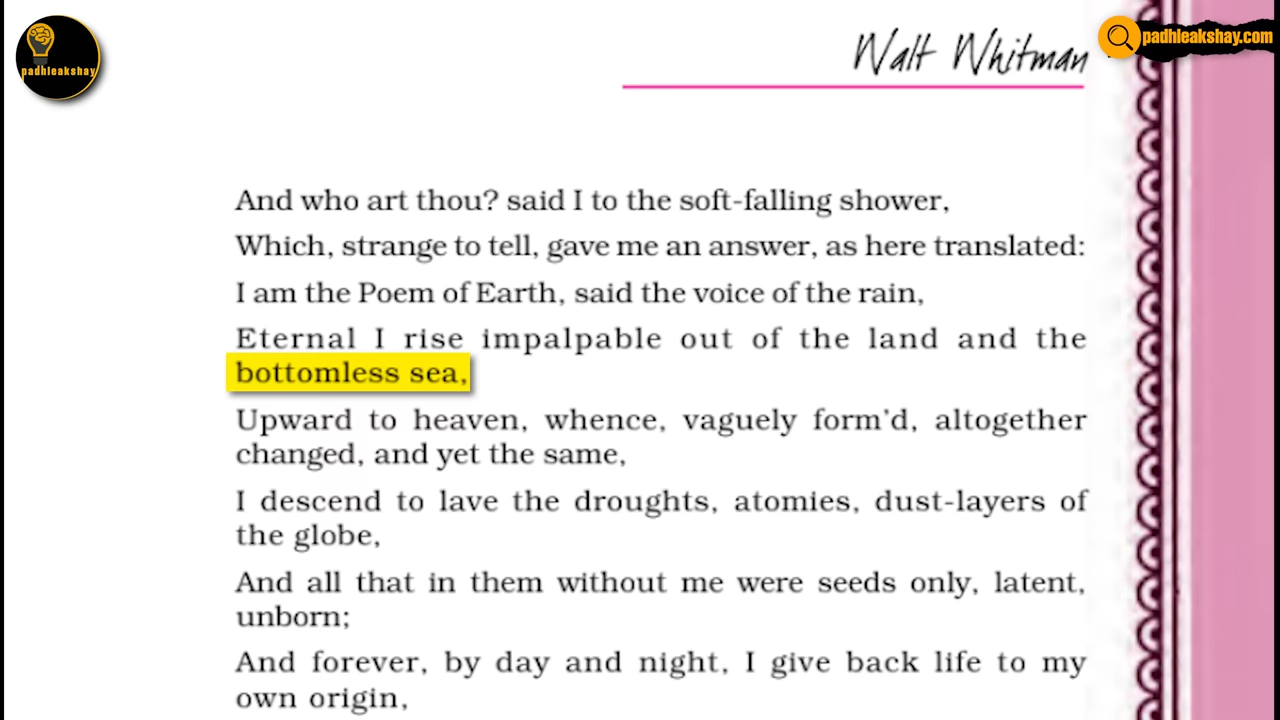 padhleakshay
Walt Whitman
padhleakshay.com
And who art thou? said I to the soft-falling shower,
Which, strange to tell, gave me an answer, as here translated:
I am the Poem of Earth, said the voice of the rain,
Eternal I rise impalpable out of the land and the
bottomless sea,
Upward to heaven, whence, vaguely form'd, altogether
changed, and yet the same,
I descend to lave the droughts, atomies, dust-layers of
the globe,
And all that in them without me were seeds only, latent,
unborn;
And forever, by day and night, I give back life to my
own origin,